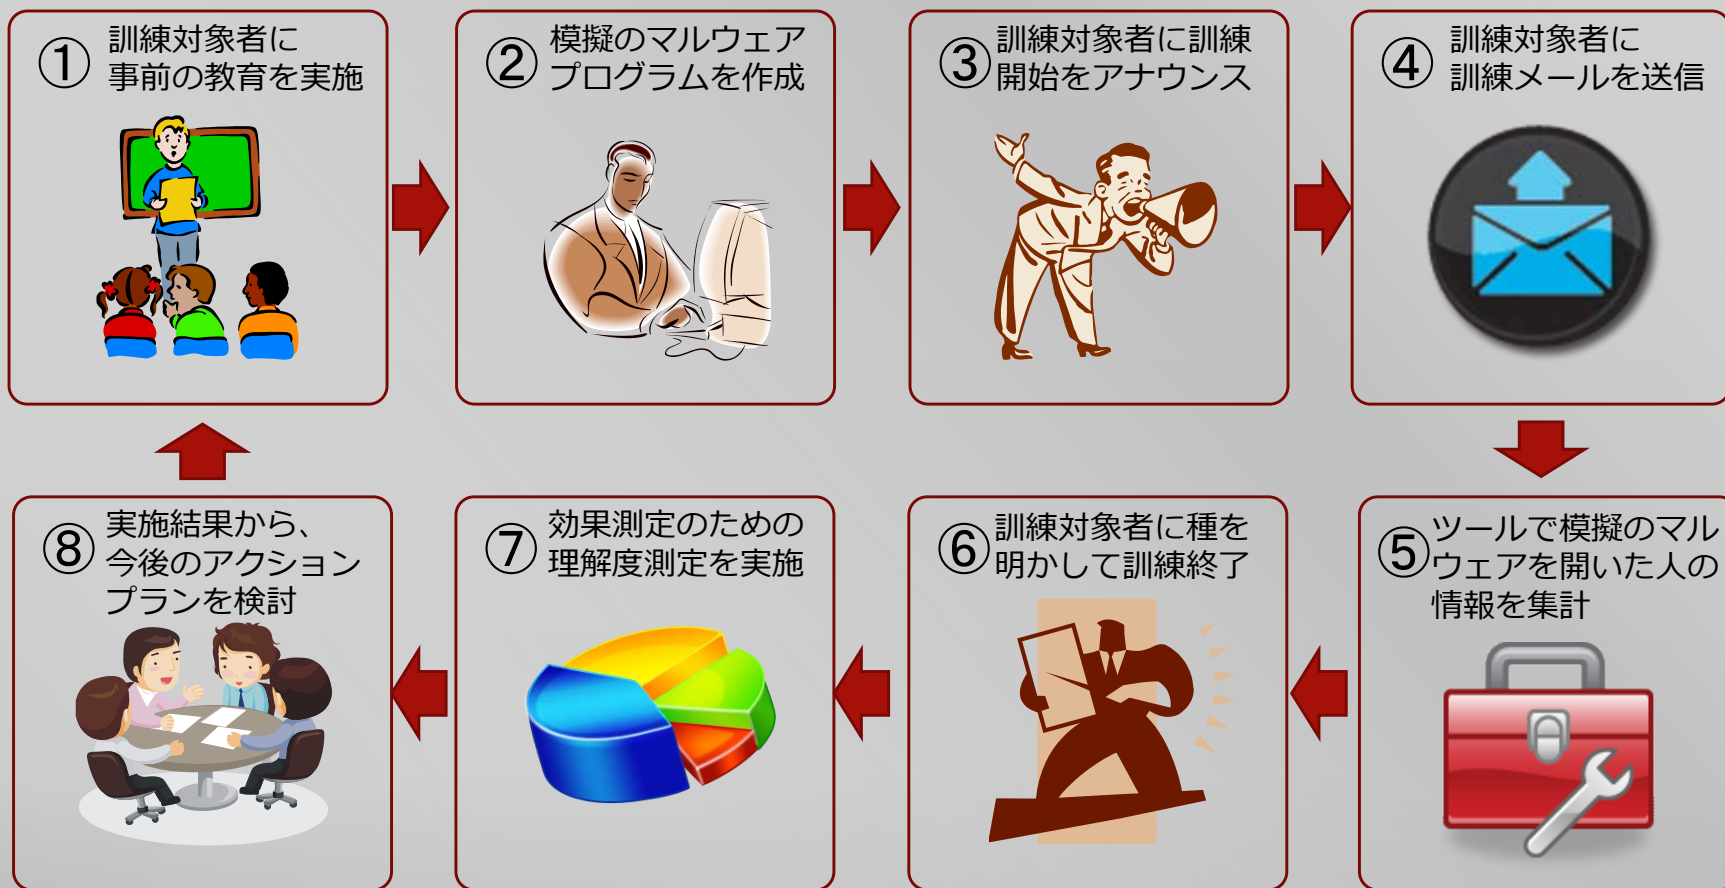 ① 訓練対象者に
事前の教育を実施
② 模擬のマルウェア
プログラムを作成
③ 訓練対象者に訓練
開始をアナウンス
④ 訓練対象者に
訓練メールを送信
⑧ 実施結果から、
今後のアクション
プランを検討
⑦ 効果測定のための
理解度測定を実施
⑥ 訓練対象者に種を
明かして訓練終了
⑤ ツールで模擬のマル
ウェアを開いた人の
情報を集計